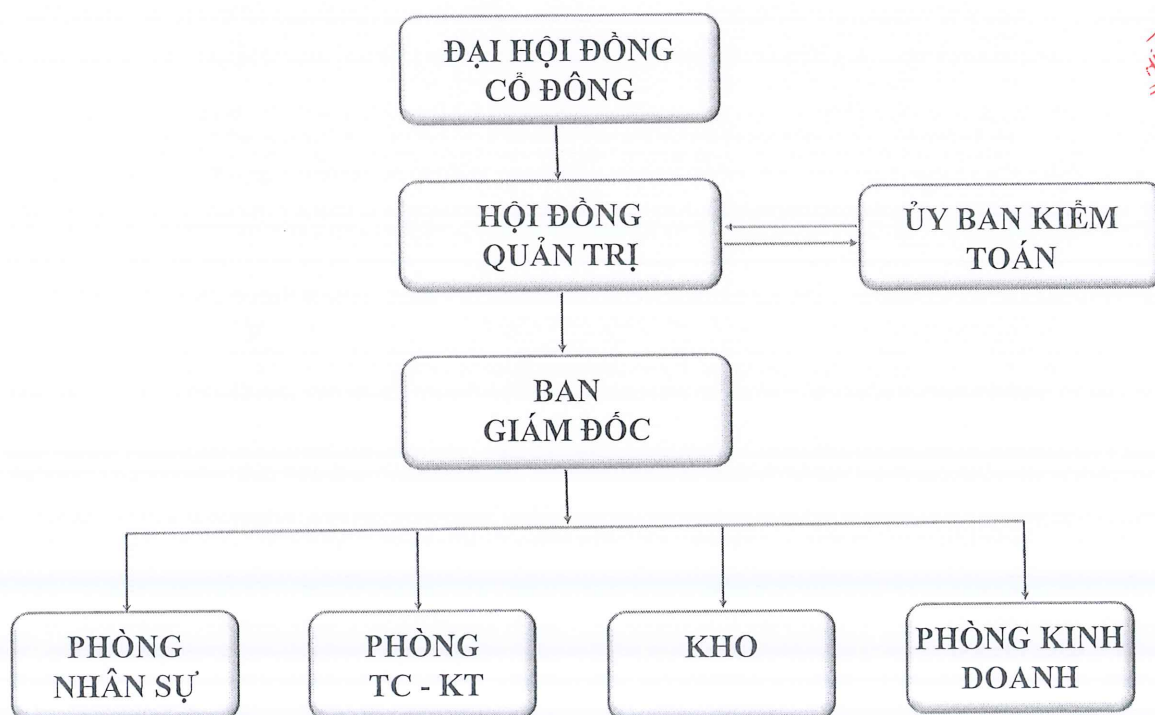 ĐẠI HỘI ĐỒNG
CỔ ĐÔNG
HỘI ĐỒNG
QUẢN TRỊ
ỦY BAN KIỂM
TOÁN
BAN
GIÁM ĐỐC
PHÒNG
NHÂN SỰ
PHÒNG
TC - KT
KHO
PHÒNG KINH
DOANH